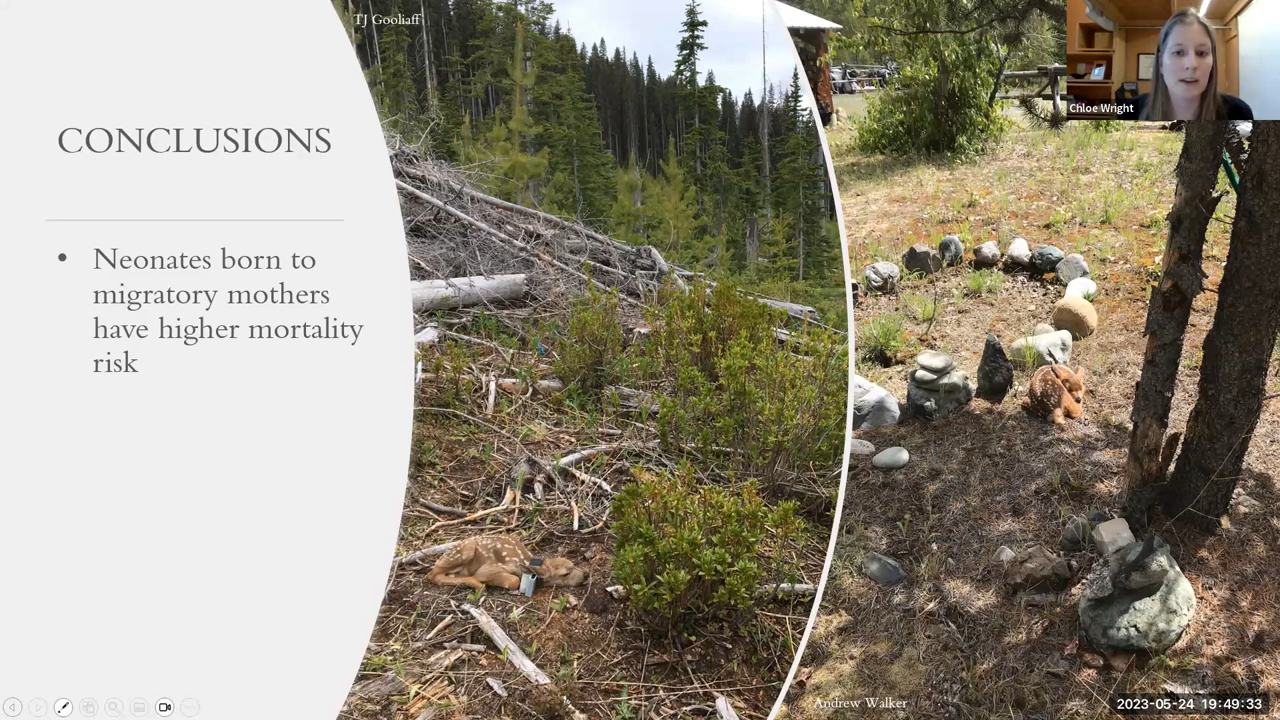 TJ Gooliaff
Chloe Wright
CONCLUSIONS
• Neonates born to
migratory mothers
have higher mortality
risk
Andrew Walker
2023-05-24 19:49:33